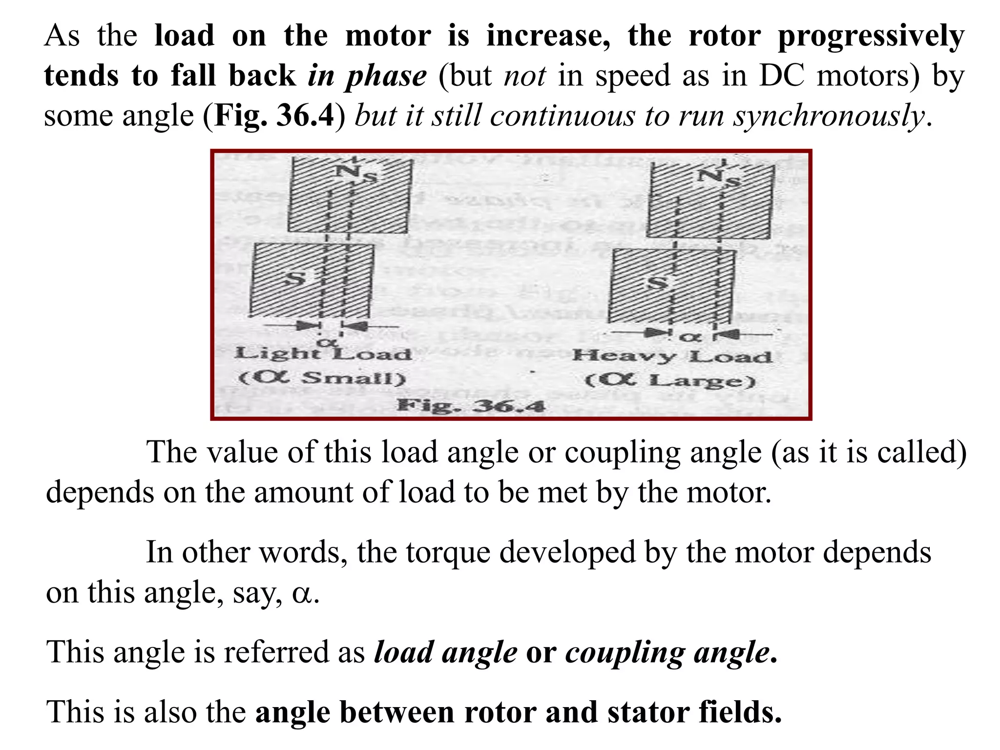 As the load on the motor is increase, the rotor progressively
tends to fall back in phase (but not in speed as in DC motors) by
some angle (Fig. 36.4) but it still continuous to run synchronously.
NS NS
S S
α α
Light Load Heavy Load
(α Small) (α Large)
Fig. 36.4
The value of this load angle or coupling angle (as it is called)
depends on the amount of load to be met by the motor.
In other words, the torque developed by the motor depends
on this angle, say, α.
This angle is referred as load angle or coupling angle.
This is also the angle between rotor and stator fields.